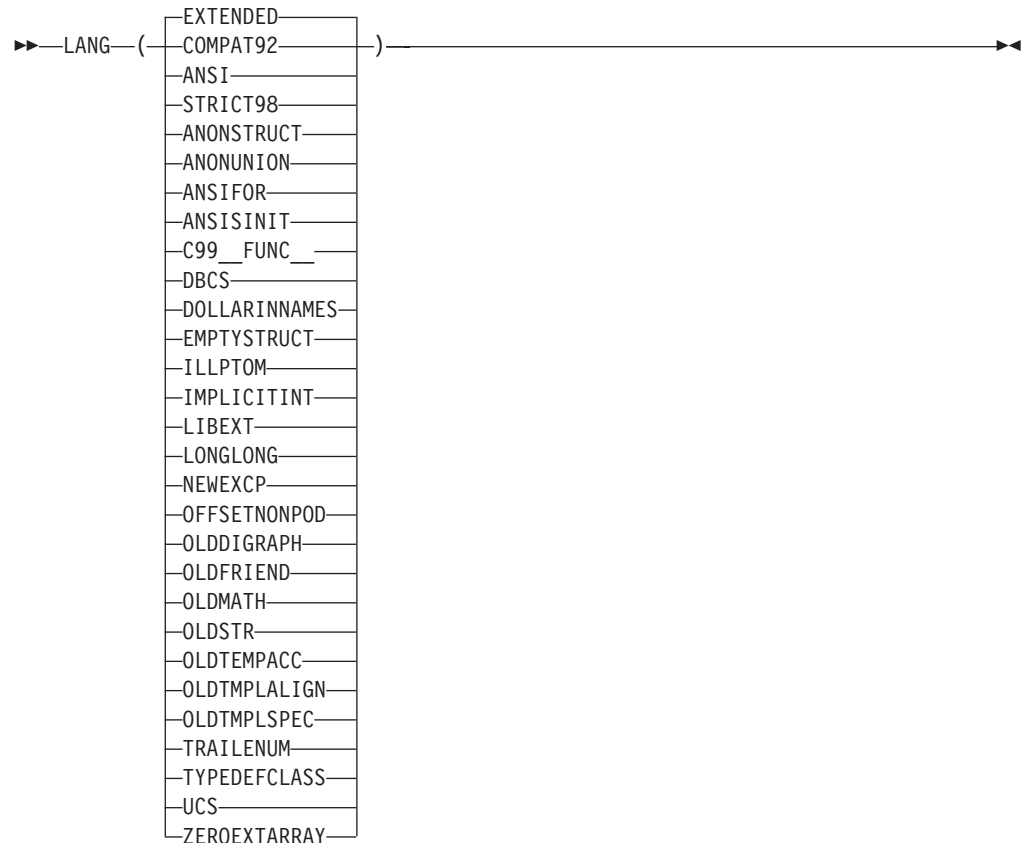 EXTENDED
LANG ( COMPAT92 )
ANSI
STRICT98
ANONSTRUCT
ANONUNION
ANSIFOR
ANSISINIT
C99__FUNC__
DBCS
DOLLARINNAMES
EMPTYSTRUCT
ILLPTOM
IMPLICITINT
LIBEXT
LONGLONG
NEWEXCP
OFFSETNONPOD
OLDDIGRAPH
OLDFRIEND
OLDMATH
OLDSTR
OLDTEMPACC
OLDTMPLALIGN
OLDTMPLSPEC
TRAILENUM
TYPEDEFCLASS
UCS
ZEROEXTARRAY